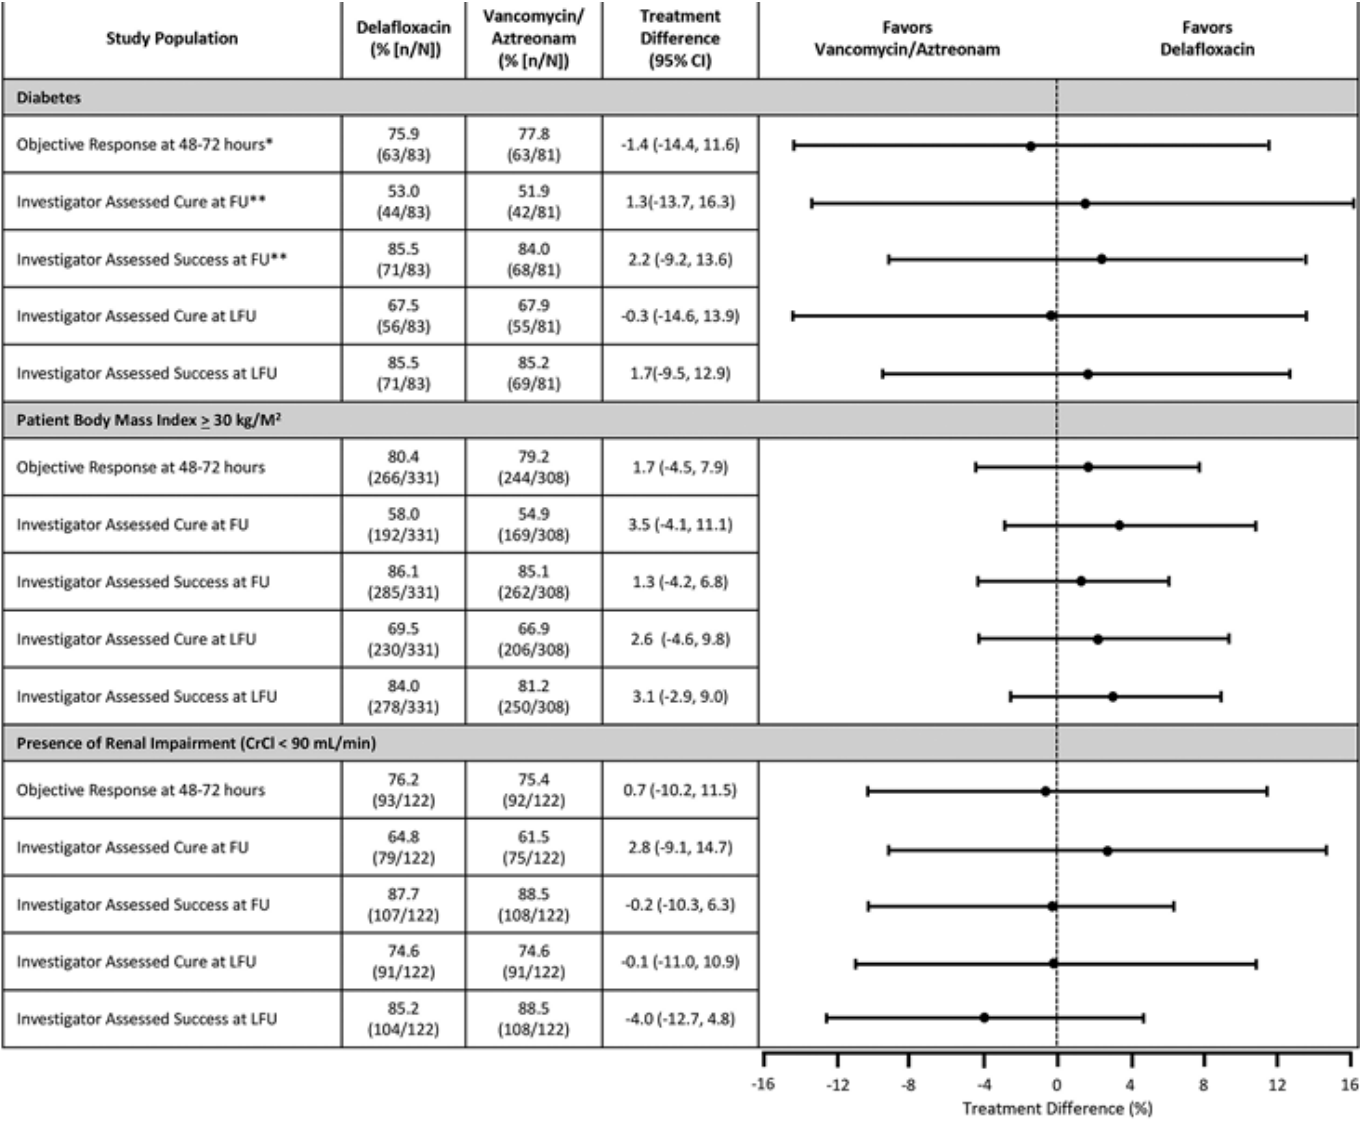 Study Population
Delafloxacin
(% [n/N])
Vancomycin/
Aztreonam
(% [n/N])
Treatment
Difference
(95% CI)
Favors
Vancomycin/Aztreonam
Favors
Delafloxacin
Diabetes
Objective Response at 48-72 hours*
75.9
(63/83)
77.8
(63/81)
-1.4 (-14.4, 11.6)
Investigator Assessed Cure at FU**
53.0
(44/83)
51.9
(42/81)
1.3(-13.7, 16.3)
Investigator Assessed Success at FU**
85.5
(71/83)
84.0
(68/81)
2.2 (-9.2, 13.6)
Investigator Assessed Cure at LFU
67.5
(56/83)
67.9
(55/81)
-0.3 (-14.6, 13.9)
Investigator Assessed Success at LFU
85.5
(71/83)
85.2
(69/81)
1.7(-9.5, 12.9)
Patient Body Mass Index ≥ 30 kg/M²
Objective Response at 48-72 hours
80.4
(266/331)
79.2
(244/308)
1.7 (-4.5, 7.9)
Investigator Assessed Cure at FU
58.0
(192/331)
54.9
(169/308)
3.5 (-4.1, 11.1)
Investigator Assessed Success at FU
86.1
(285/331)
85.1
(262/308)
1.3 (-4.2, 6.8)
Investigator Assessed Cure at LFU
69.5
(230/331)
66.9
(206/308)
2.6 (-4.6, 9.8)
Investigator Assessed Success at LFU
84.0
(278/331)
81.2
(250/308)
3.1 (-2.9, 9.0)
Presence of Renal Impairment (CrCl < 90 mL/min)
Objective Response at 48-72 hours
76.2
(93/122)
75.4
(92/122)
0.7 (-10.2, 11.5)
Investigator Assessed Cure at FU
64.8
(79/122)
61.5
(75/122)
2.8 (-9.1, 14.7)
Investigator Assessed Success at FU
87.7
(107/122)
88.5
(108/122)
-0.2 (-10.3, 6.3)
Investigator Assessed Cure at LFU
74.6
(91/122)
74.6
(91/122)
-0.1 (-11.0, 10.9)
Investigator Assessed Success at LFU
85.2
(104/122)
88.5
(108/122)
-4.0 (-12.7, 4.8)
-16 -12 -8 -4 0 4 8 12 16
Treatment Difference (%)